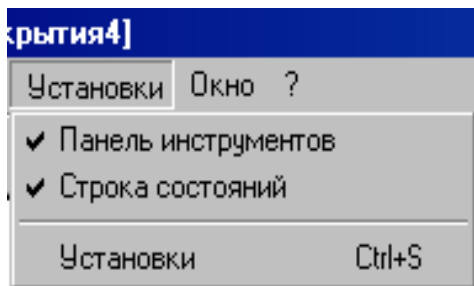 крытия4]
Установки Окно ?
✔ Панель инструментов
✔ Строка состояний
Установки Ctrl+S